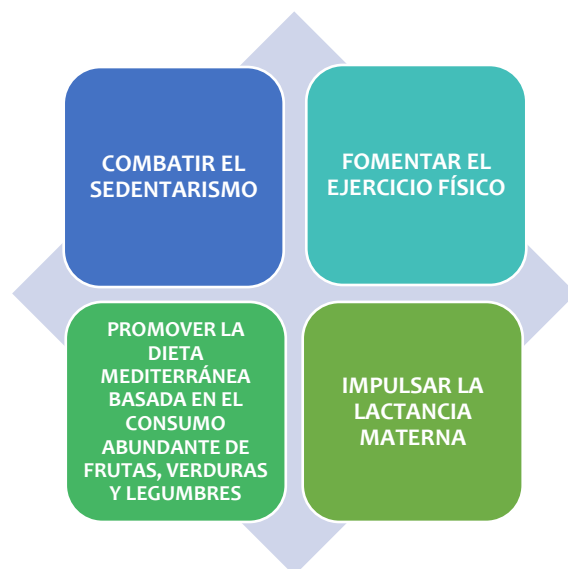 COMBATIR EL
SEDENTARISMO
FOMENTAR EL
EJERCICIO FÍSICO
PROMOVER LA
DIETA
MEDITERRÁNEA
BASADA EN EL
CONSUMO
ABUNDANTE DE
FRUTAS, VERDURAS
Y LEGUMBRES
IMPULSAR LA
LACTANCIA
MATERNA